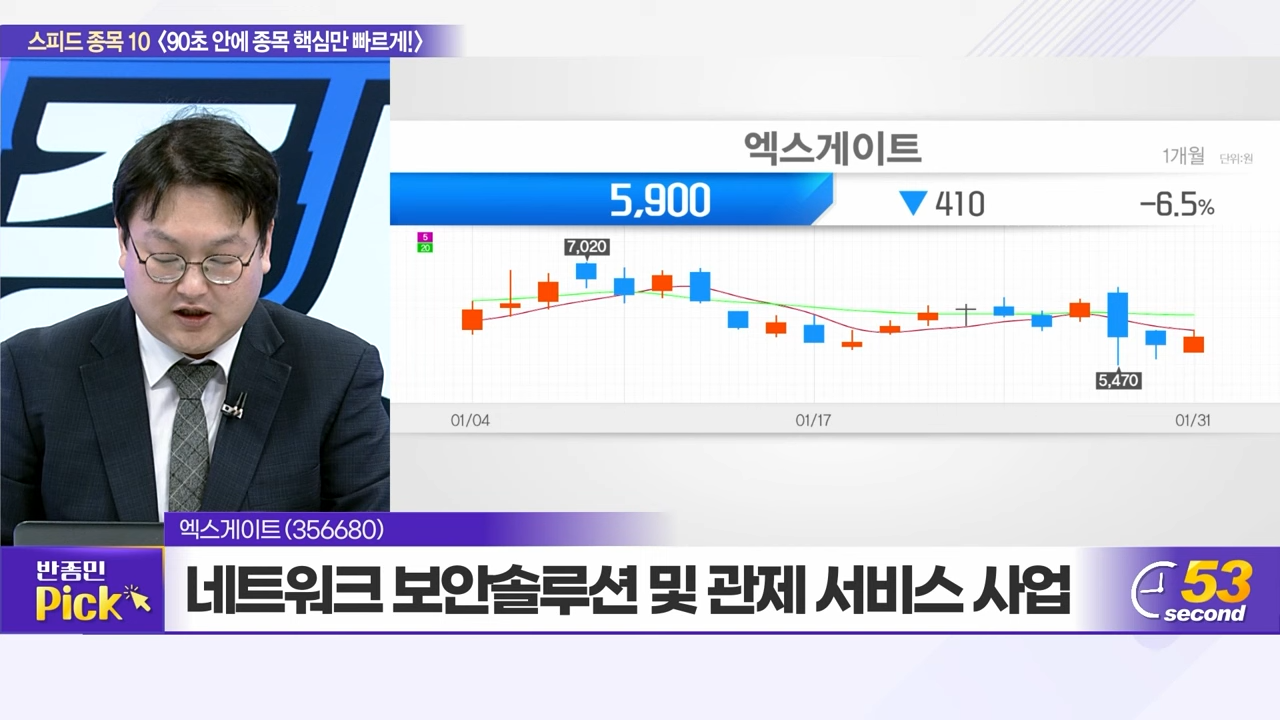 스피드 종목 10 〈90초 안에 종목 핵심만 빠르게!〉
엑스게이트
1개월 단위:원
5,900 ▼410 -6.5%
5
20
7,020
5,470
01/04 01/17 01/31
엑스게이트 (356680)
반종민
Pick
네트워크 보안솔루션 및 관제 서비스 사업
53
second